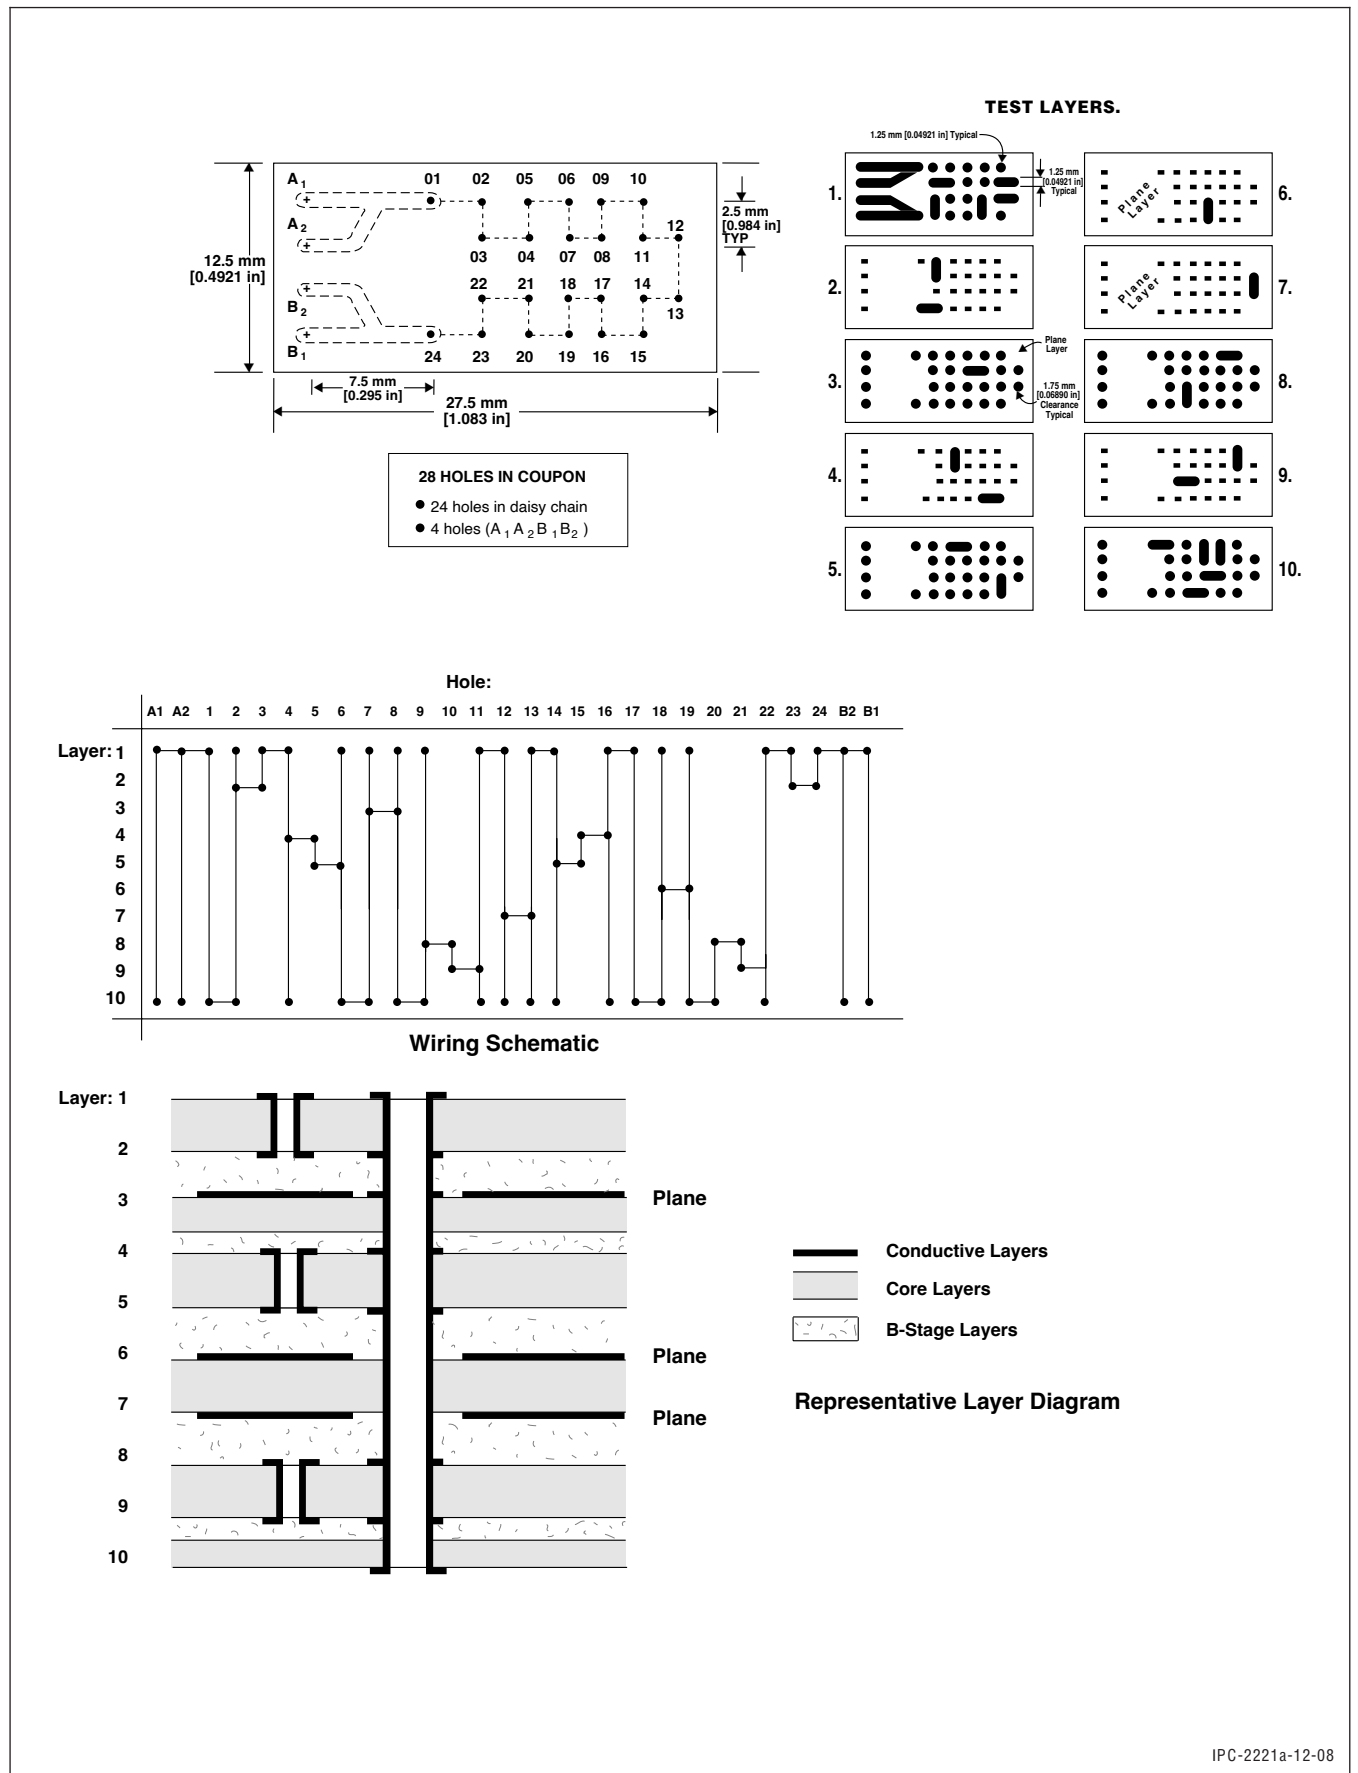 TEST LAYERS.
1.25 mm [0.04921 in] Typical
A1 01 02 05 06 09 10
A2
12
03 04 07 08 11
22 21 18 17 14
B2
13
B1 24 23 20 19 16 15
12.5 mm
[0.4921 in]
2.5 mm
[0.984 in]
TYP
7.5 mm
[0.295 in]
27.5 mm
[1.083 in]
28 HOLES IN COUPON
● 24 holes in daisy chain
● 4 holes (A1 A2 B1 B2)
1.
1.25 mm
[0.04921 in]
Typical
Plane
Layer
6.
2.
Plane
Layer
7.
3.
Plane
Layer
1.75 mm
[0.06890 in]
Clearance
Typical
8.
4.
9.
5.
10.
Hole:
A1 A2 1 2 3 4 5 6 7 8 9 10 11 12 13 14 15 16 17 18 19 20 21 22 23 24 B2 B1
Layer: 1
2
3
4
5
6
7
8
9
10
Wiring Schematic
Layer: 1
2
3 Plane
4
5
6 Plane
7 Plane
8
9
10
Conductive Layers
Core Layers
B-Stage Layers
Representative Layer Diagram
IPC-2221a-12-08